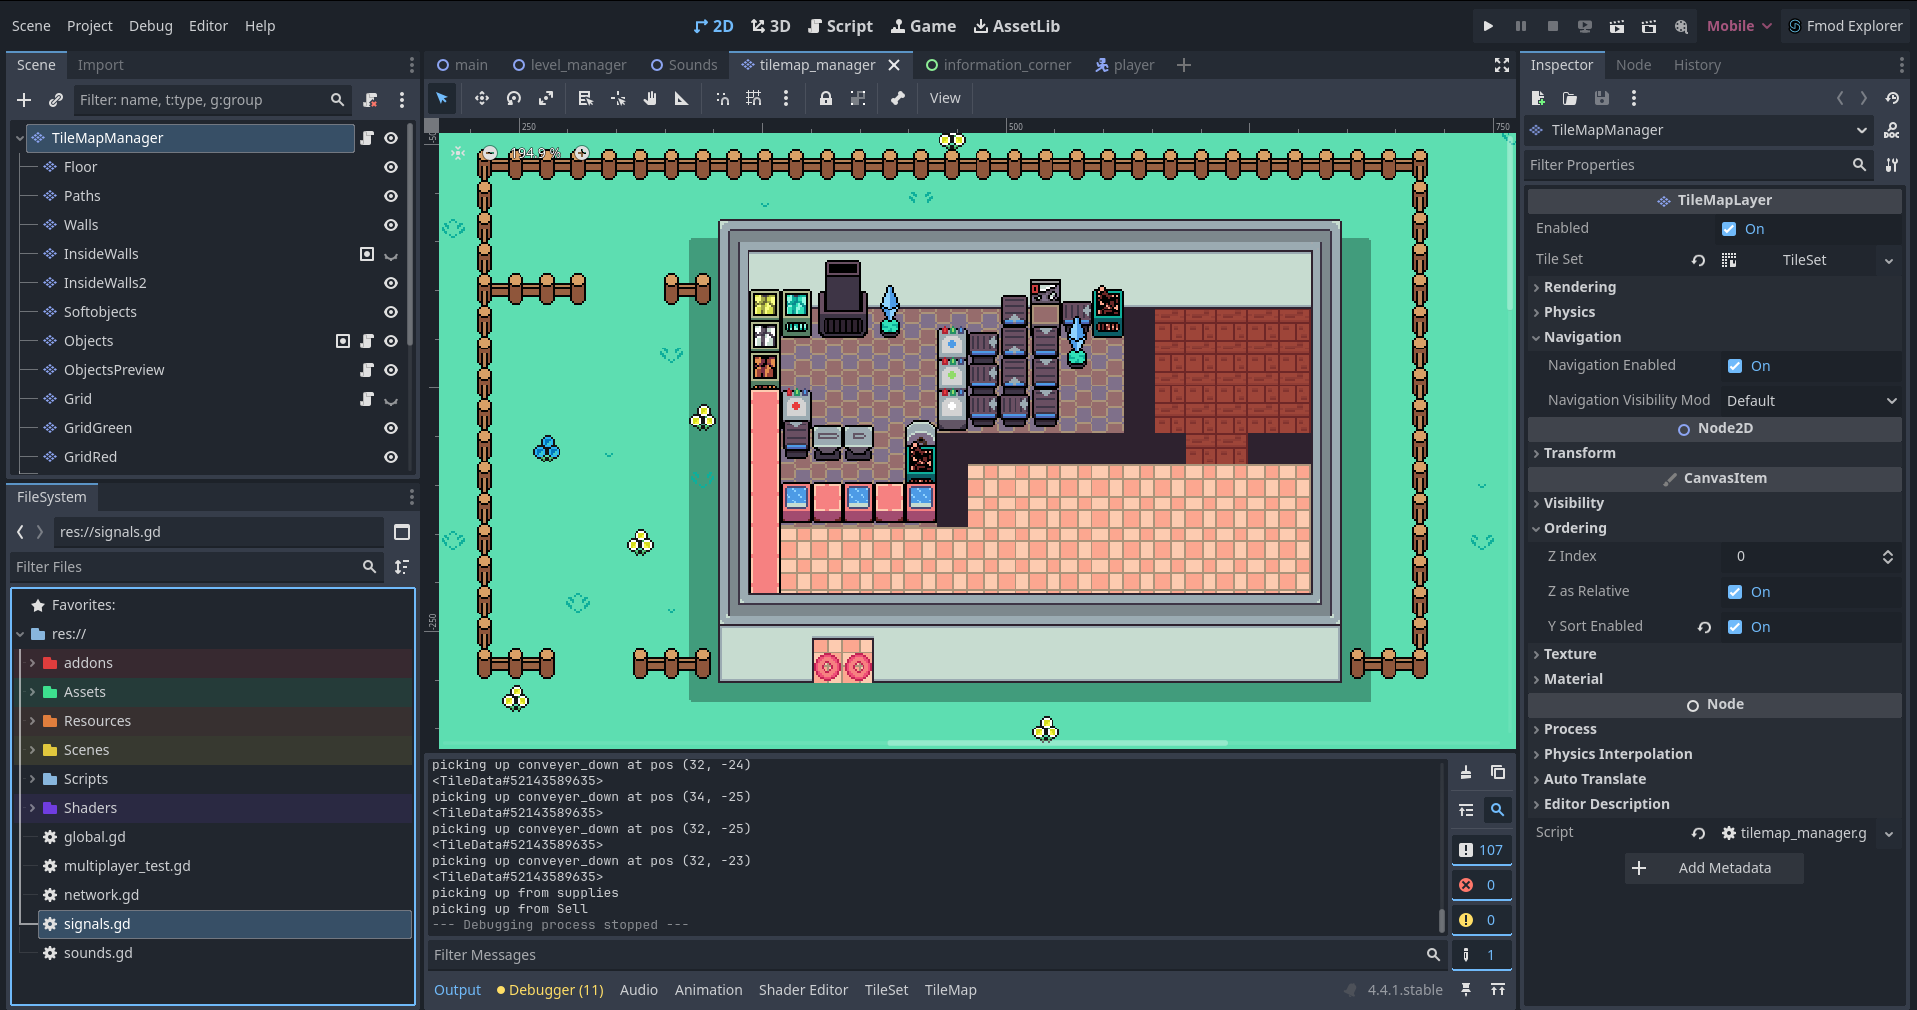 Scene Project Debug Editor Help
2D 3D Script Game AssetLib
Mobile Fmod Explorer
Scene Import
Filter: name, t:type, g:group
TileMapManager
Floor
Paths
Walls
InsideWalls
InsideWalls2
Softobjects
Objects
ObjectsPreview
Grid
GridGreen
GridRed
FileSystem
res://signals.gd
Filter Files
Favorites:
res://
addons
Assets
Resources
Scenes
Scripts
Shaders
global.gd
multiplayer_test.gd
network.gd
signals.gd
sounds.gd
main level_manager Sounds tilemap_manager information_corner player
View
250 500 750
194.9 %
-250
picking up conveyer_down at pos (32, -24)
<TileData#52143589635>
picking up conveyer_down at pos (34, -25)
<TileData#52143589635>
picking up conveyer_down at pos (32, -25)
<TileData#52143589635>
picking up conveyer_down at pos (32, -23)
<TileData#52143589635>
picking up from supplies
picking up from Sell
--- Debugging process stopped ---
107
0
0
1
Filter Messages
Output Debugger (11) Audio Animation Shader Editor TileSet TileMap 4.4.1.stable
Inspector Node History
TileMapManager
Filter Properties
TileMapLayer
Enabled On
Tile Set TileSet
Rendering
Physics
Navigation
Navigation Enabled On
Navigation Visibility Mod Default
Node2D
Transform
CanvasItem
Visibility
Ordering
Z Index 0
Z as Relative On
Y Sort Enabled On
Texture
Material
Node
Process
Physics Interpolation
Auto Translate
Editor Description
Script tilemap_manager.g
Add Metadata